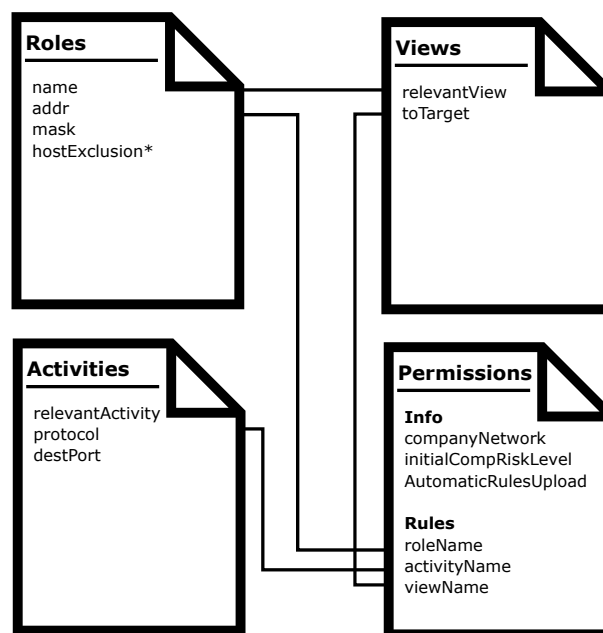 Roles
name
addr
mask
hostExclusion*
Views
relevantView
toTarget
Activities
relevantActivity
protocol
destPort
Permissions
Info
companyNetwork
initialCompRiskLevel
AutomaticRulesUpload
Rules
roleName
activityName
viewName